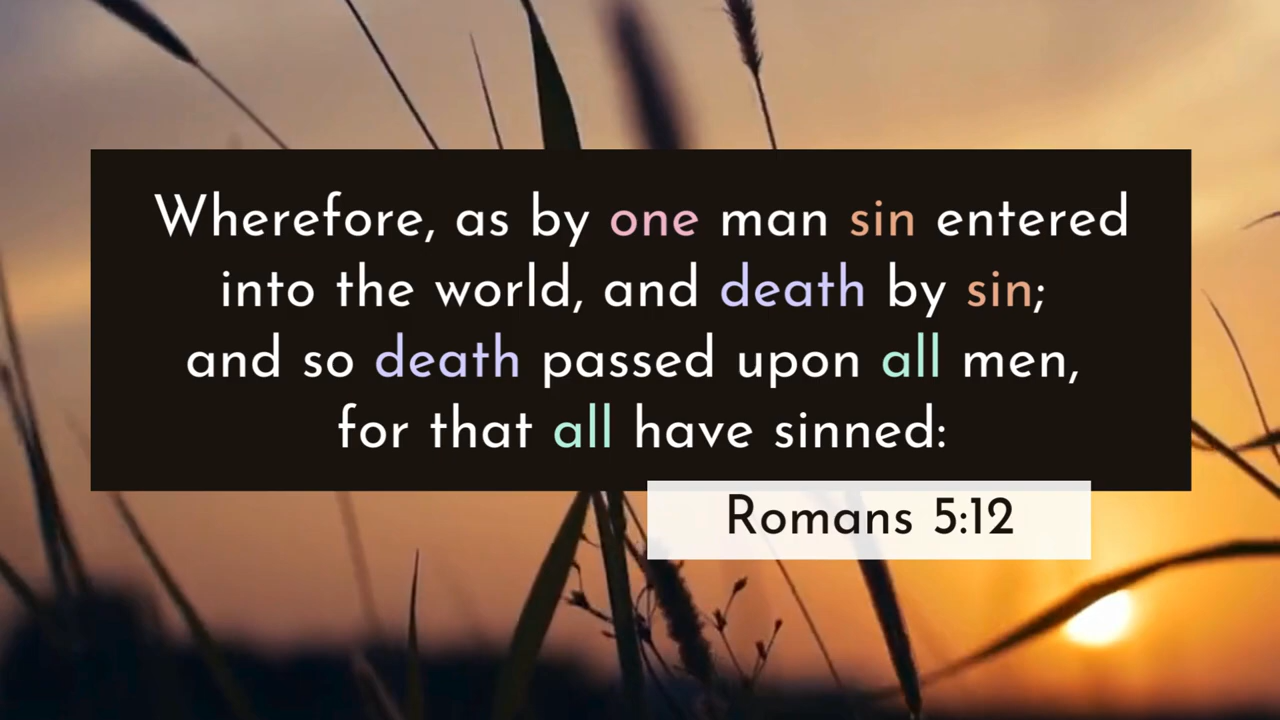 Wherefore, as by one man sin entered
into the world, and death by sin;
and so death passed upon all men,
for that all have sinned:
Romans 5:12